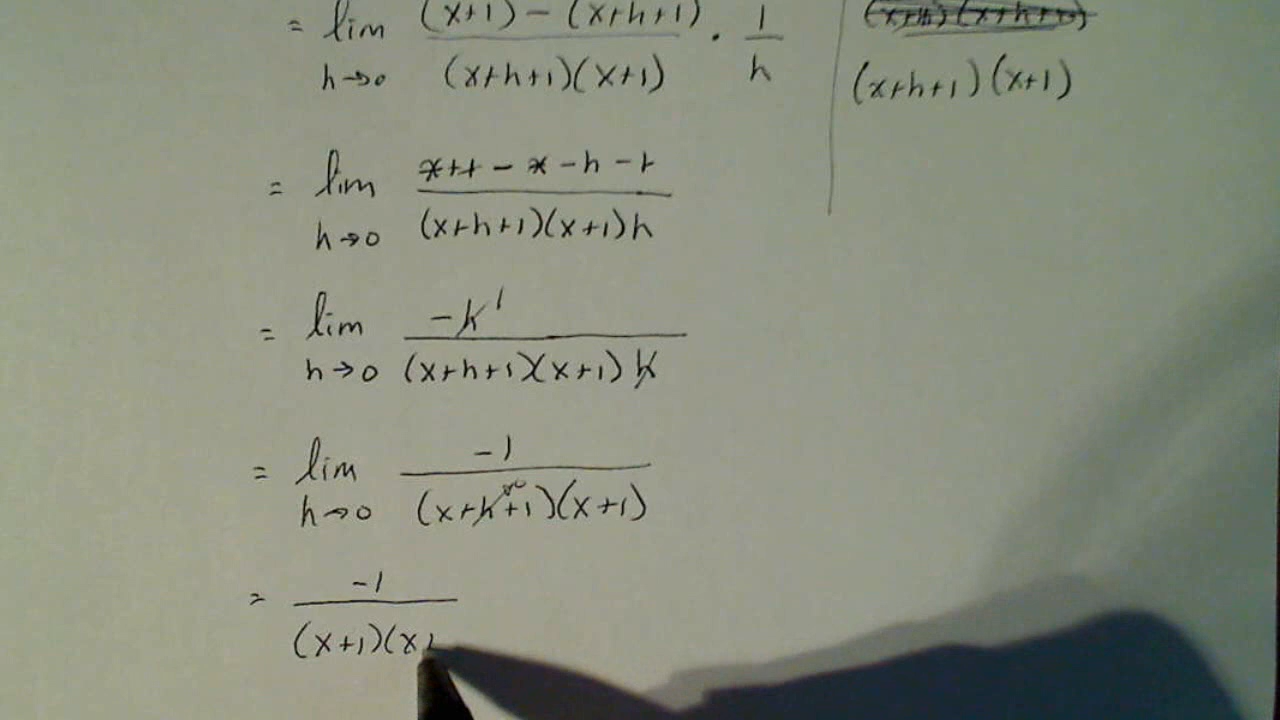 = lim (x+1) - (x+h+1) . 1
h→0 (x+h+1)(x+1) h
(x+h+1)(x+1)
= lim x+1 - x - h - 1
h→0 (x+h+1)(x+1)h
= lim -h 1
h→0 (x+h+1)(x+1)h
= lim -1
h→0 (x+h+1)(x+1)
= -1
(x+1)(x